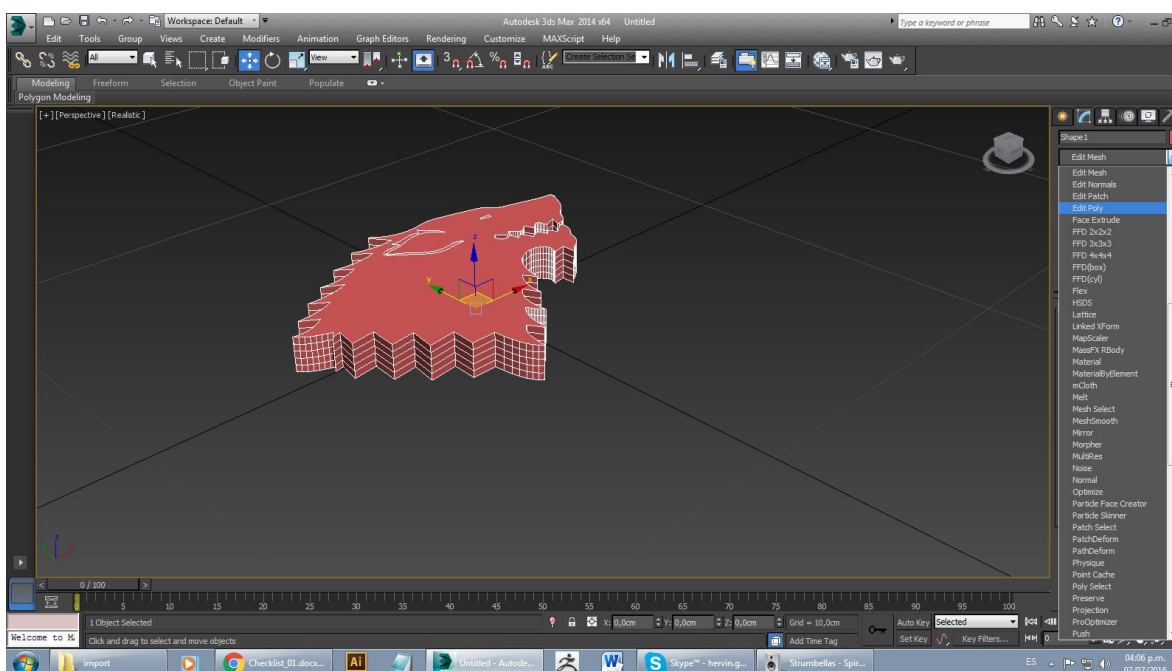 Workspace: Default
Autodesk 3ds Max 2014 x64 Untitled
Type a keyword or phrase
Edit Tools Group Views Create Modifiers Animation Graph Editors Rendering Customize MAXScript Help
All
View
Create Selection Se
Modeling Freeform Selection Object Paint Populate
Polygon Modeling
[+] [Perspective] [Realistic]
Shape1
Edit Mesh
Edit Mesh
Edit Normals
Edit Patch
Edit Poly
Face Extrude
FFD 2x2x2
FFD 3x3x3
FFD 4x4x4
FFD(box)
FFD(cyl)
Flex
HSDS
Lattice
Linked XForm
MapScaler
MassFX RBody
Material
MaterialByElement
mCloth
Melt
Mesh Select
MeshSmooth
Mirror
Morpher
MultiRes
Noise
Normal
Optimize
Particle Face Creator
Particle Skinner
Patch Select
PatchDeform
PathDeform
Physique
Point Cache
Poly Select
Preserve
Projection
ProOptimizer
Push
z
y
x
z
0 / 100
0 5 10 15 20 25 30 35 40 45 50 55 60 65 70 75 80 85 90 95 100
1 Object Selected
X: 0,0cm Y: 0,0cm Z: 0,0cm Grid = 10,0cm
Auto Key Selected
Welcome to M
Click and drag to select and move objects
Add Time Tag
Set Key Key Filters...
0
import
Checklist_01.docx...
Ai
Untitled - Autode...
W
Skype™ - hervin.g...
Strumbellas - Spir...
ES
04:06 p.m.
07/07/2016